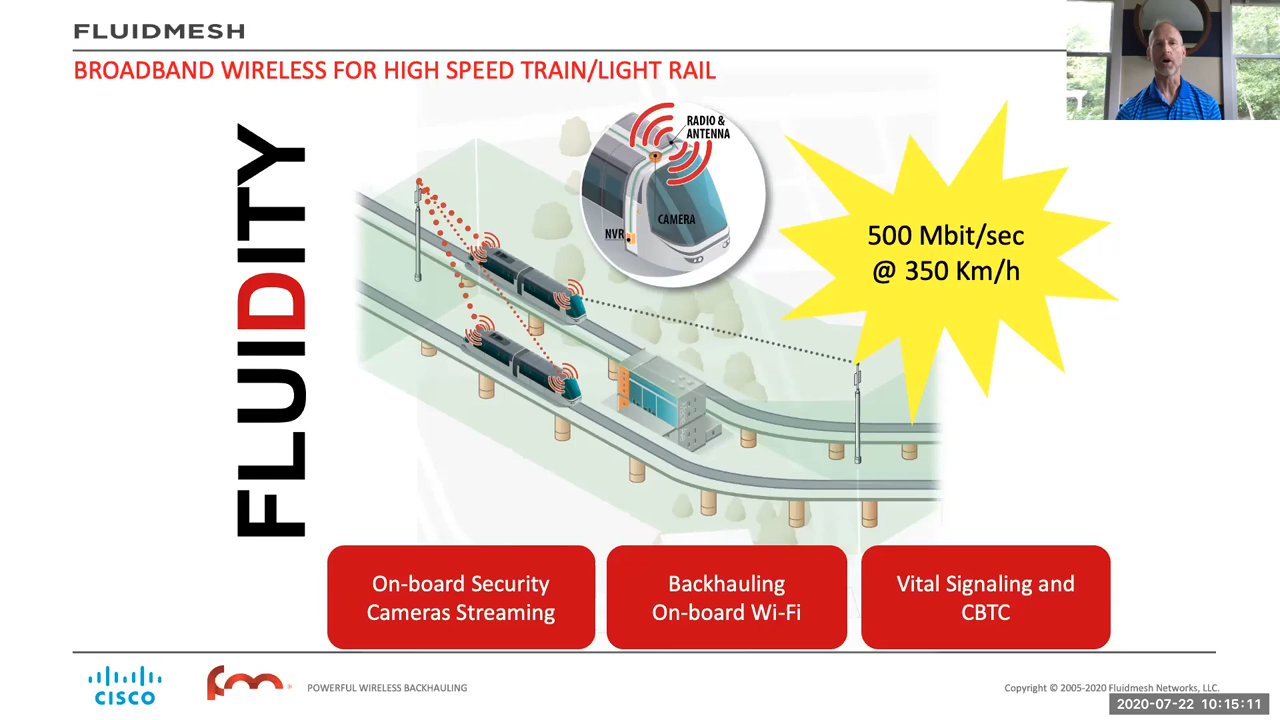 FLUIDMESH
BROADBAND WIRELESS FOR HIGH SPEED TRAIN/LIGHT RAIL
FLUIDITY
RADIO &
ANTENNA
CAMERA
NVR
500 Mbit/sec
@ 350 Km/h
On-board Security
Cameras Streaming
Backhauling
On-board Wi-Fi
Vital Signaling and
CBTC
CISCO
fm
POWERFUL WIRELESS BACKHAULING
Copyright © 2005-2020 Fluidmesh Networks, LLC.
2020-07-22 10:15:11